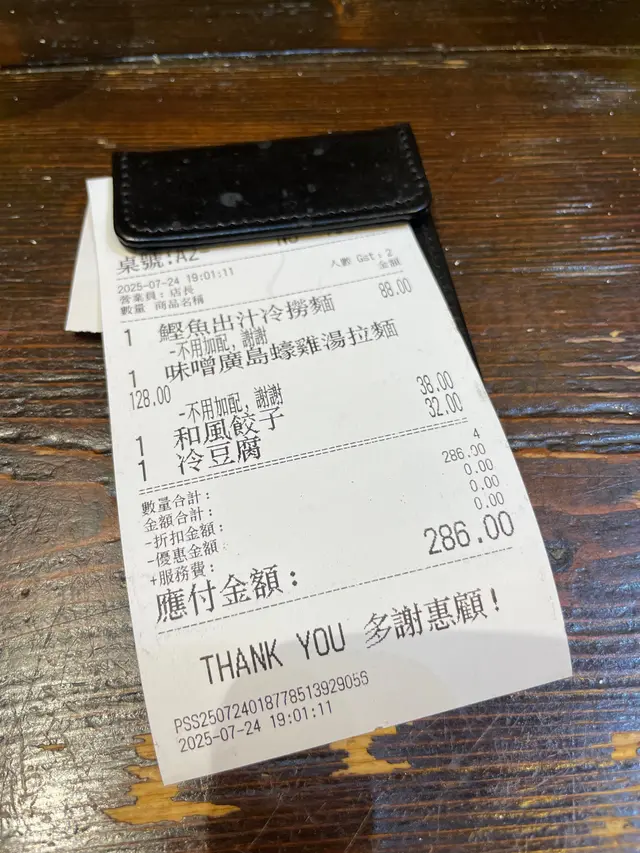 桌號:A2
2025-07-24 19:01:11 人數 Gst:2
營業員:店長
數量 商品名稱 金額
1 鰹魚出汁冷撈麵 88.00
-不用加配,謝謝
1 味噌廣島蠔雞湯拉麵
128.00
-不用加配,謝謝
1 和風餃子 38.00
1 冷豆腐 32.00
數量合計: 4
金額合計: 286.00
-折扣金額: 0.00
-優惠金額: 0.00
+服務費: 0.00
應付金額: 286.00
THANK YOU 多謝惠顧!
PSS250724018778513929056
2025-07-24 19:01:11